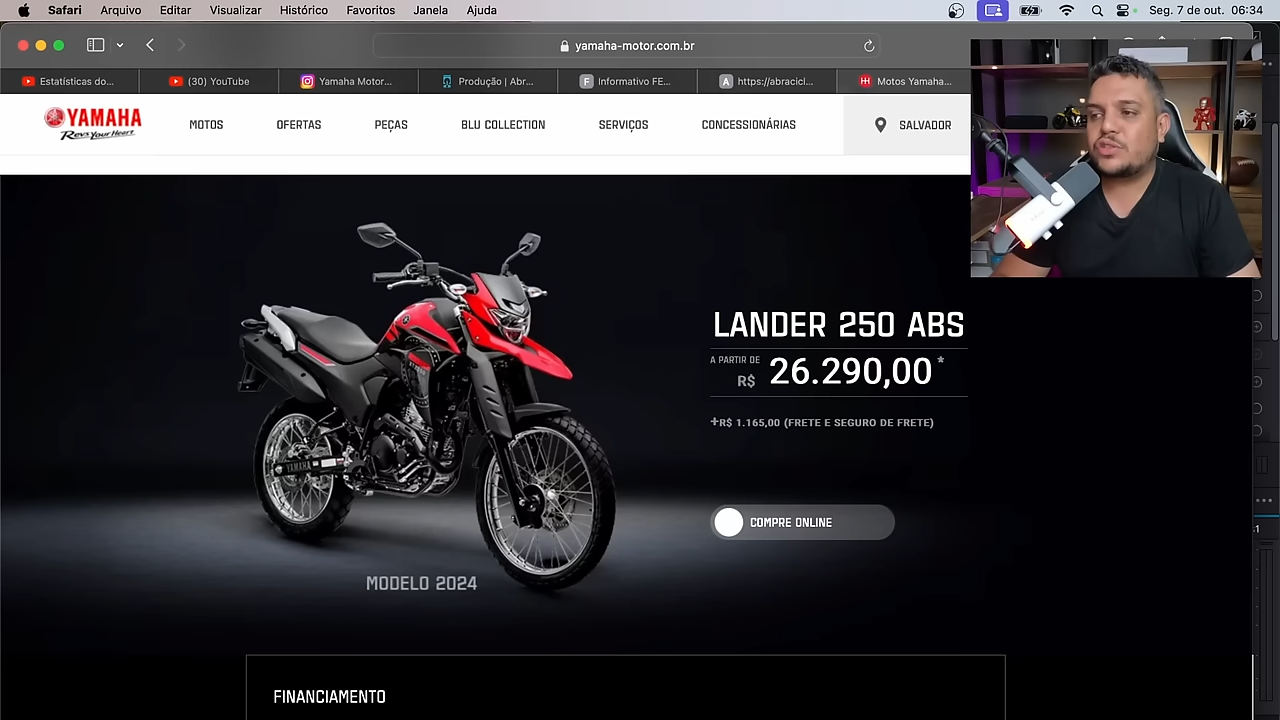 Safari Arquivo Editar Visualizar Histórico Favoritos Janela Ajuda Seg. 7 de out. 06:34
yamaha-motor.com.br
Estatísticas do... (30) YouTube Yamaha Motor... Produção | Abr... Informativo FE... https://abracicl... Motos Yamaha...
YAMAHA
Revs Your Heart
MOTOS OFERTAS PEÇAS BLU COLLECTION SERVIÇOS CONCESSIONÁRIAS SALVADOR
LANDER 250 ABS
A PARTIR DE
R$ 26.290,00*
+R$ 1.165,00 (FRETE E SEGURO DE FRETE)
YAMAHA
COMPRE ONLINE
MODELO 2024
FINANCIAMENTO